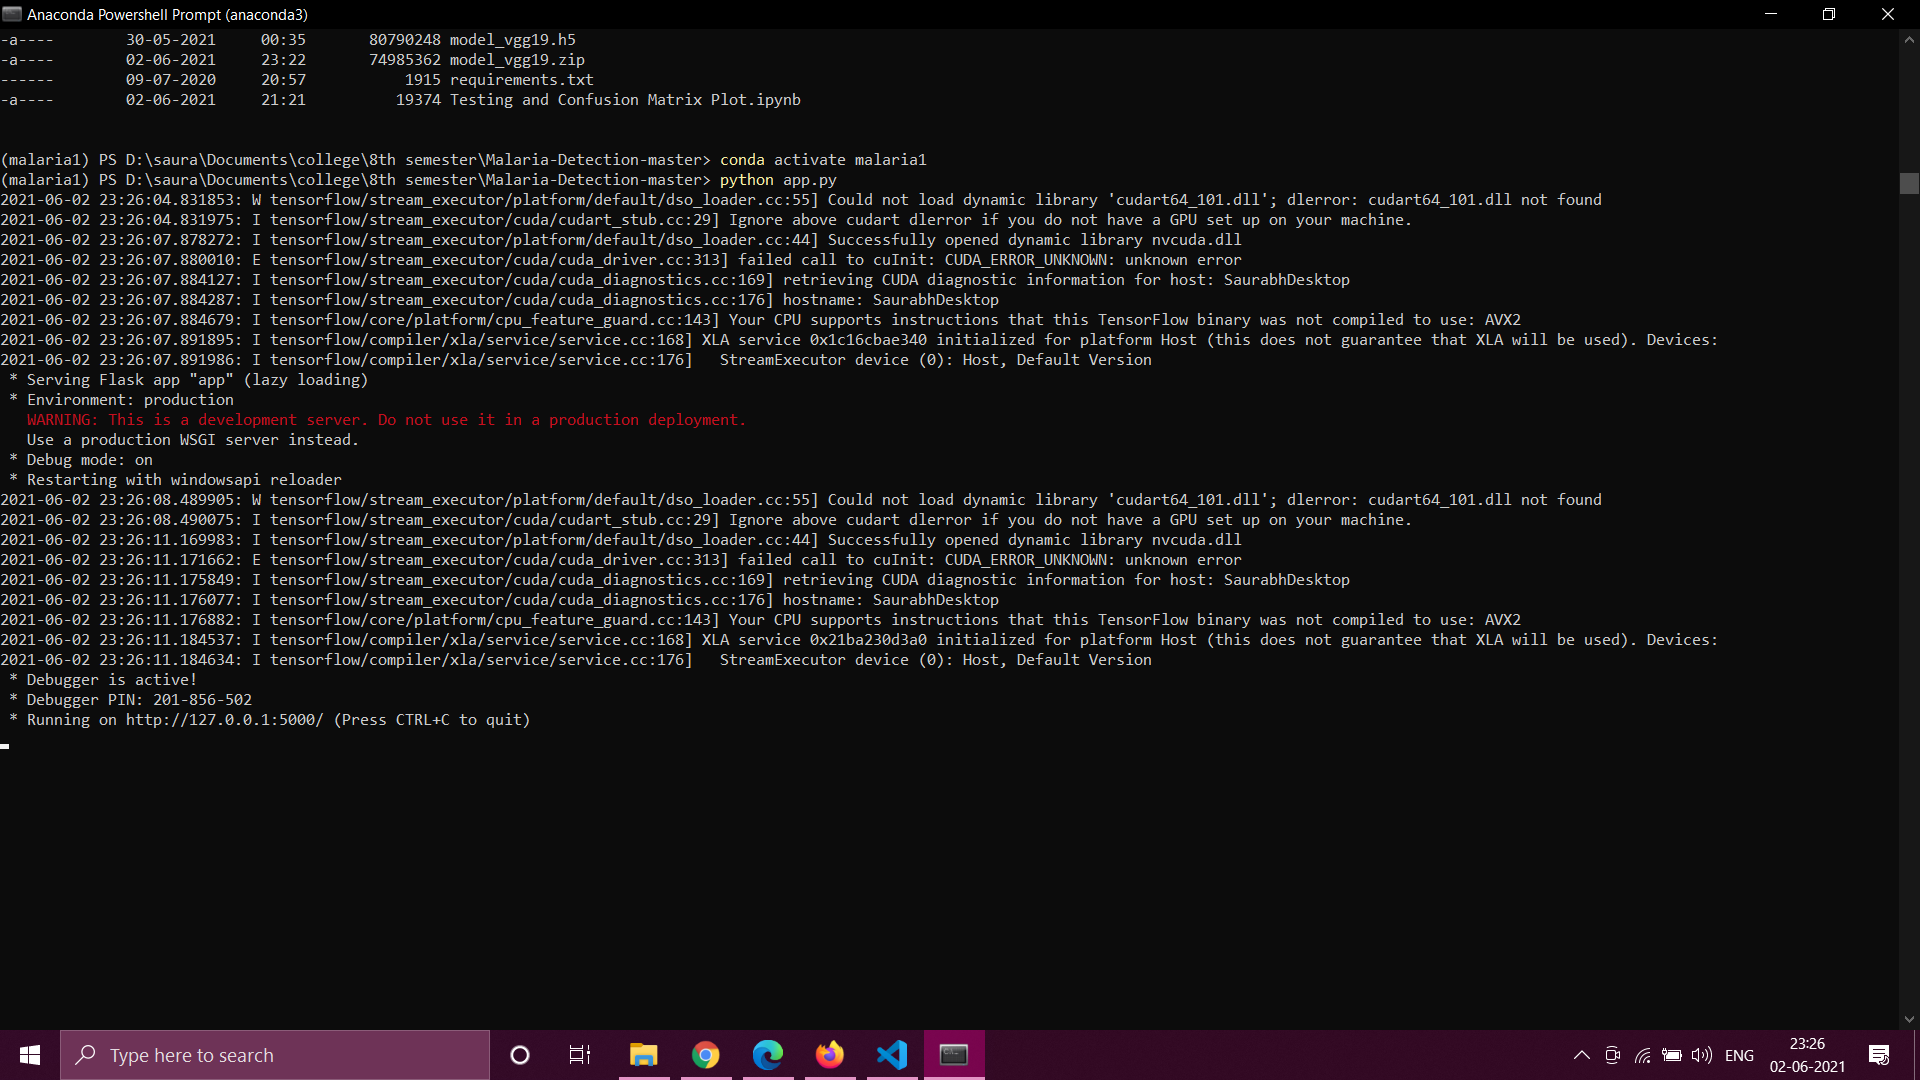 Anaconda Powershell Prompt (anaconda3)
-a---- 30-05-2021 00:35 80790248 model_vgg19.h5
-a---- 02-06-2021 23:22 74985362 model_vgg19.zip
------ 09-07-2020 20:57 1915 requirements.txt
-a---- 02-06-2021 21:21 19374 Testing and Confusion Matrix Plot.ipynb
(malaria1) PS D:\saura\Documents\college\8th semester\Malaria-Detection-master> conda activate malaria1
(malaria1) PS D:\saura\Documents\college\8th semester\Malaria-Detection-master> python app.py
2021-06-02 23:26:04.831853: W tensorflow/stream_executor/platform/default/dso_loader.cc:55] Could not load dynamic library 'cudart64_101.dll'; dlerror: cudart64_101.dll not found
2021-06-02 23:26:04.831975: I tensorflow/stream_executor/cuda/cudart_stub.cc:29] Ignore above cudart dlerror if you do not have a GPU set up on your machine.
2021-06-02 23:26:07.878272: I tensorflow/stream_executor/platform/default/dso_loader.cc:44] Successfully opened dynamic library nvcuda.dll
2021-06-02 23:26:07.880010: E tensorflow/stream_executor/cuda/cuda_driver.cc:313] failed call to cuInit: CUDA_ERROR_UNKNOWN: unknown error
2021-06-02 23:26:07.884127: I tensorflow/stream_executor/cuda/cuda_diagnostics.cc:169] retrieving CUDA diagnostic information for host: SaurabhDesktop
2021-06-02 23:26:07.884287: I tensorflow/stream_executor/cuda/cuda_diagnostics.cc:176] hostname: SaurabhDesktop
2021-06-02 23:26:07.884679: I tensorflow/core/platform/cpu_feature_guard.cc:143] Your CPU supports instructions that this TensorFlow binary was not compiled to use: AVX2
2021-06-02 23:26:07.891895: I tensorflow/compiler/xla/service/service.cc:168] XLA service 0x1c16cbae340 initialized for platform Host (this does not guarantee that XLA will be used). Devices:
2021-06-02 23:26:07.891986: I tensorflow/compiler/xla/service/service.cc:176]   StreamExecutor device (0): Host, Default Version
 * Serving Flask app "app" (lazy loading)
 * Environment: production
   WARNING: This is a development server. Do not use it in a production deployment.
   Use a production WSGI server instead.
 * Debug mode: on
 * Restarting with windowsapi reloader
2021-06-02 23:26:08.489905: W tensorflow/stream_executor/platform/default/dso_loader.cc:55] Could not load dynamic library 'cudart64_101.dll'; dlerror: cudart64_101.dll not found
2021-06-02 23:26:08.490075: I tensorflow/stream_executor/cuda/cudart_stub.cc:29] Ignore above cudart dlerror if you do not have a GPU set up on your machine.
2021-06-02 23:26:11.169983: I tensorflow/stream_executor/platform/default/dso_loader.cc:44] Successfully opened dynamic library nvcuda.dll
2021-06-02 23:26:11.171662: E tensorflow/stream_executor/cuda/cuda_driver.cc:313] failed call to cuInit: CUDA_ERROR_UNKNOWN: unknown error
2021-06-02 23:26:11.175849: I tensorflow/stream_executor/cuda/cuda_diagnostics.cc:169] retrieving CUDA diagnostic information for host: SaurabhDesktop
2021-06-02 23:26:11.176077: I tensorflow/stream_executor/cuda/cuda_diagnostics.cc:176] hostname: SaurabhDesktop
2021-06-02 23:26:11.176882: I tensorflow/core/platform/cpu_feature_guard.cc:143] Your CPU supports instructions that this TensorFlow binary was not compiled to use: AVX2
2021-06-02 23:26:11.184537: I tensorflow/compiler/xla/service/service.cc:168] XLA service 0x21ba230d3a0 initialized for platform Host (this does not guarantee that XLA will be used). Devices:
2021-06-02 23:26:11.184634: I tensorflow/compiler/xla/service/service.cc:176]   StreamExecutor device (0): Host, Default Version
 * Debugger is active!
 * Debugger PIN: 201-856-502
 * Running on http://127.0.0.1:5000/ (Press CTRL+C to quit)
Type here to search
ENG
23:26
02-06-2021